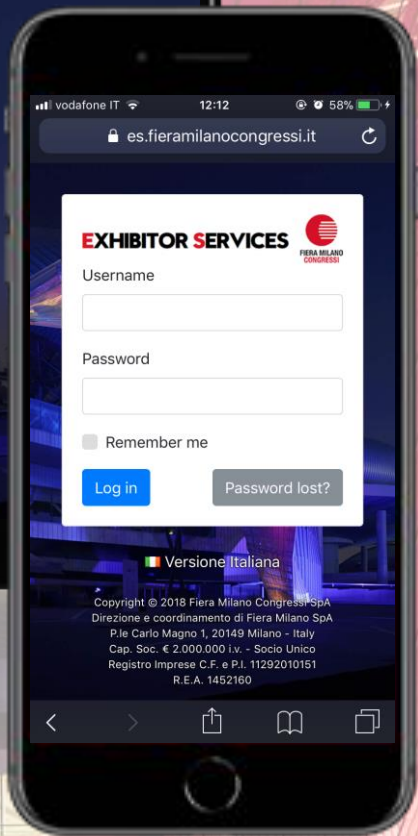 vodafone IT 12:12 58%
es.fieramilanocongressi.it
EXHIBITOR SERVICES
FIERA MILANO
CONGRESSI
Username
Password
Remember me
Log in Password lost?
Versione Italiana
Copyright © 2018 Fiera Milano Congressi SpA
Direzione e coordinamento di Fiera Milano SpA
P.le Carlo Magno 1, 20149 Milano - Italy
Cap. Soc. € 2.000.000 i.v. - Socio Unico
Registro Imprese C.F. e P.I. 11292010151
R.E.A. 1452160